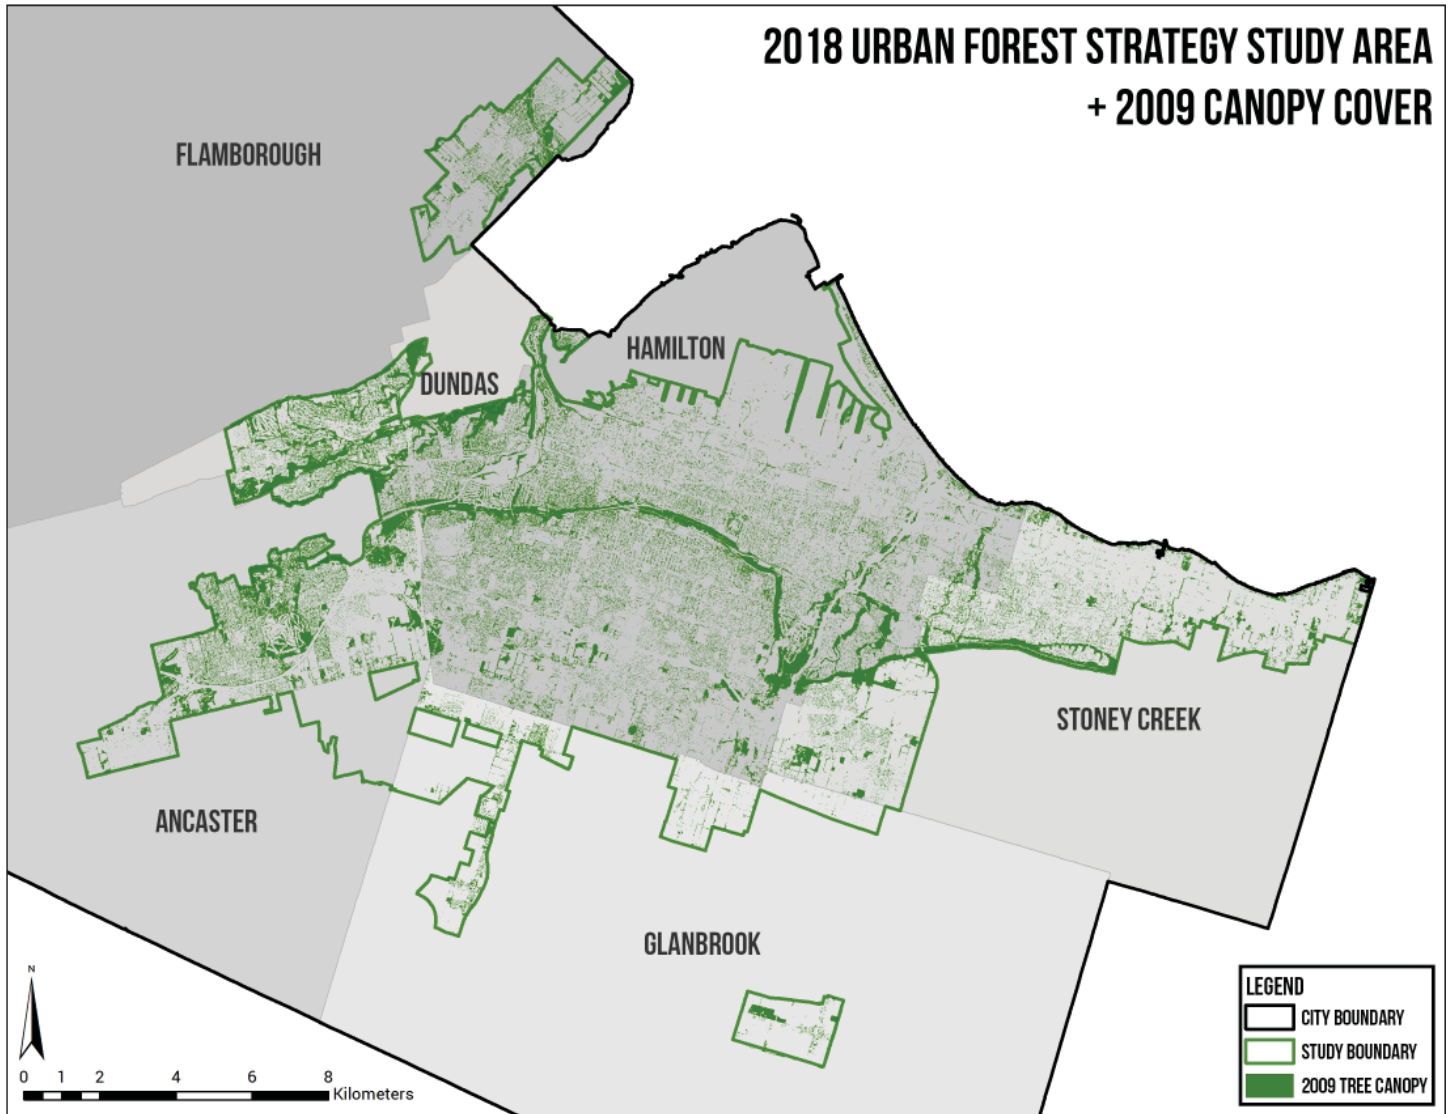 2018 URBAN FOREST STRATEGY STUDY AREA
+ 2009 CANOPY COVER
FLAMBOROUGH
HAMILTON
DUNDAS
STONEY CREEK
ANCASTER
GLANBROOK
N
0 1 2 4 6 8
Kilometers
LEGEND
CITY BOUNDARY
STUDY BOUNDARY
2009 TREE CANOPY